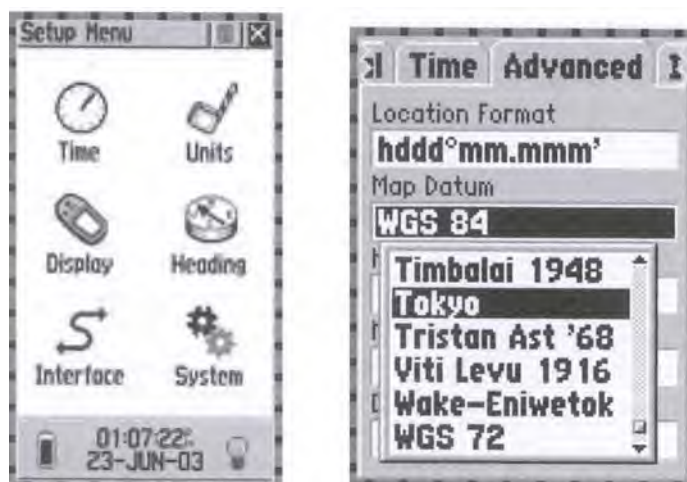 Setup Menu
Time
Units
Display
Heading
Interface
System
01:07:22
23-JUN-03
Time
Advanced
Location Format
hddd°mm.mmm'
Map Datum
WGS 84
Timbalai 1948
Tokyo
Tristan Ast '68
Viti Levu 1916
Wake-Eniwetok
WGS 72